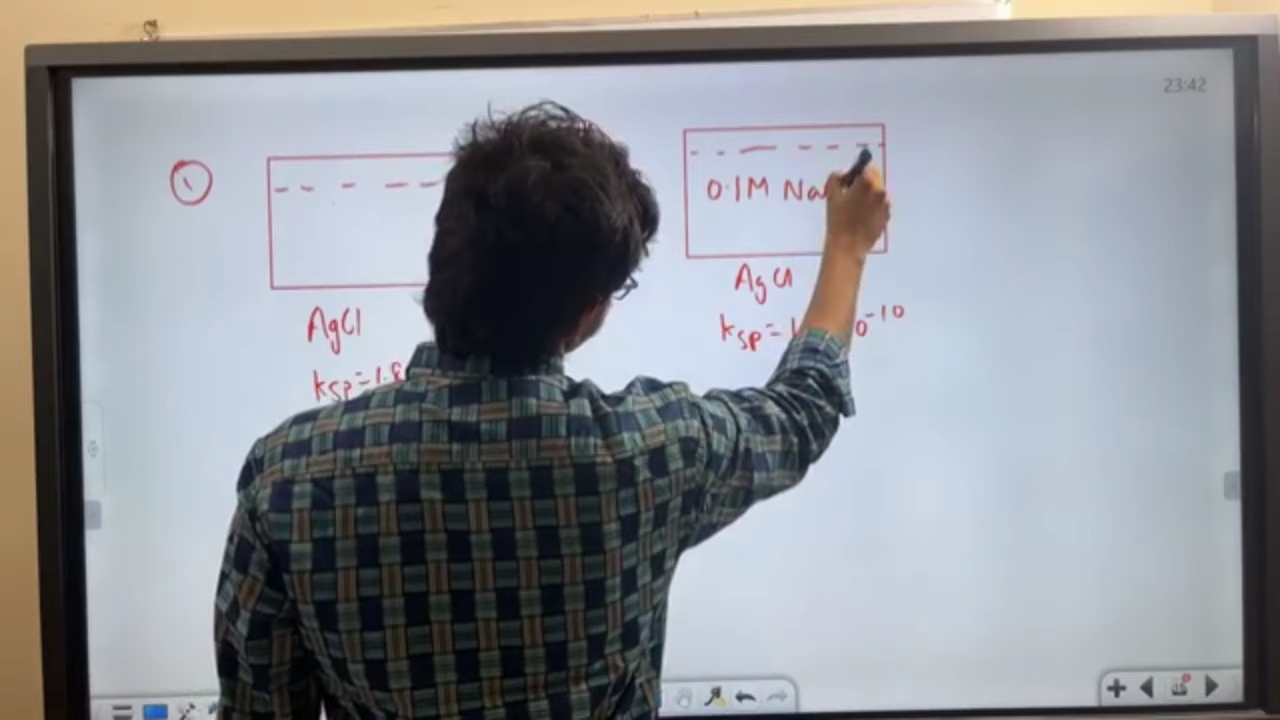 23:42
1
0.1M Na
AgCl
AgCl
Ksp=1 0⁻¹⁰
Ksp=1.8